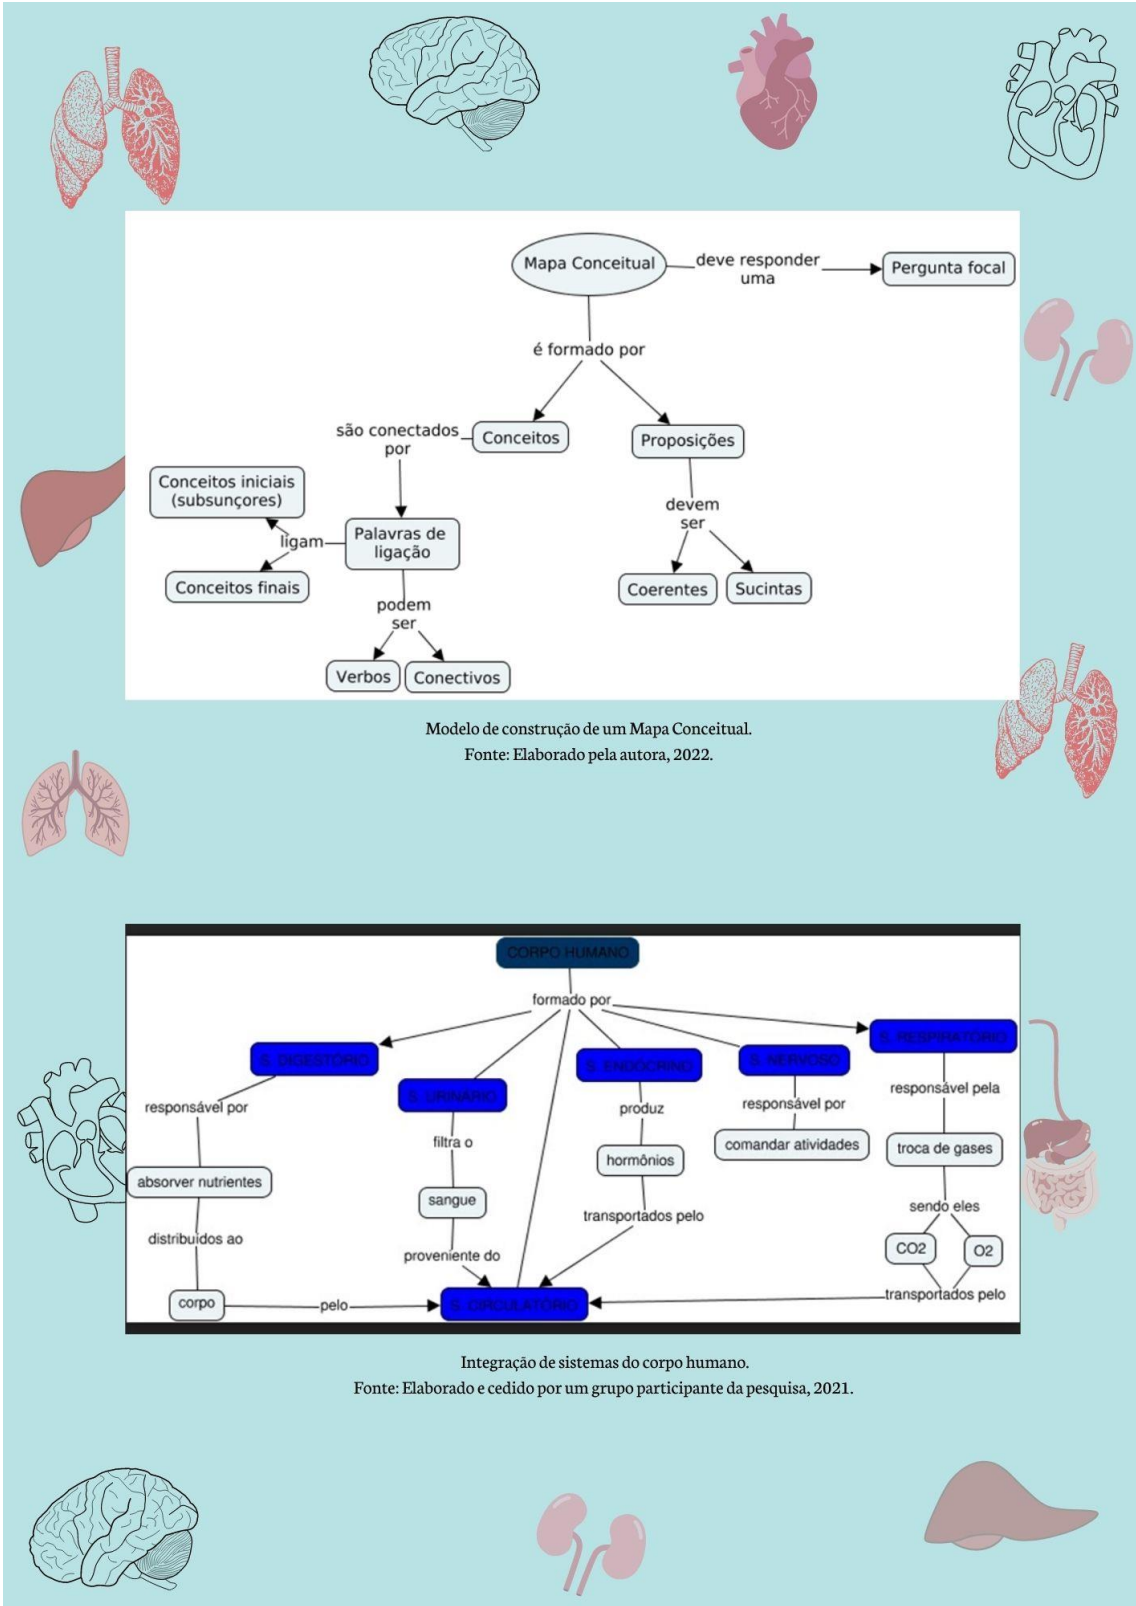 Mapa Conceitual
deve responder
uma
Pergunta focal
é formado por
são conectados
por
Conceitos
Proposições
Conceitos iniciais
(subsunçores)
ligam
Palavras de
ligação
devem
ser
Conceitos finais
Coerentes
Sucintas
podem
ser
Verbos
Conectivos
Modelo de construção de um Mapa Conceitual.
Fonte: Elaborado pela autora, 2022.
CORPO HUMANO
formado por
S. DIGESTÓRIO
S. URINÁRIO
S. ENDÓCRINO
S. NERVOSO
S. RESPIRATÓRIO
responsável por
filtra o
produz
responsável por
responsável pela
absorver nutrientes
sangue
hormônios
comandar atividades
troca de gases
distribuídos ao
proveniente do
transportados pelo
sendo eles
CO2
O2
corpo
pelo
S. CIRCULATÓRIO
transportados pelo
Integração de sistemas do corpo humano.
Fonte: Elaborado e cedido por um grupo participante da pesquisa, 2021.